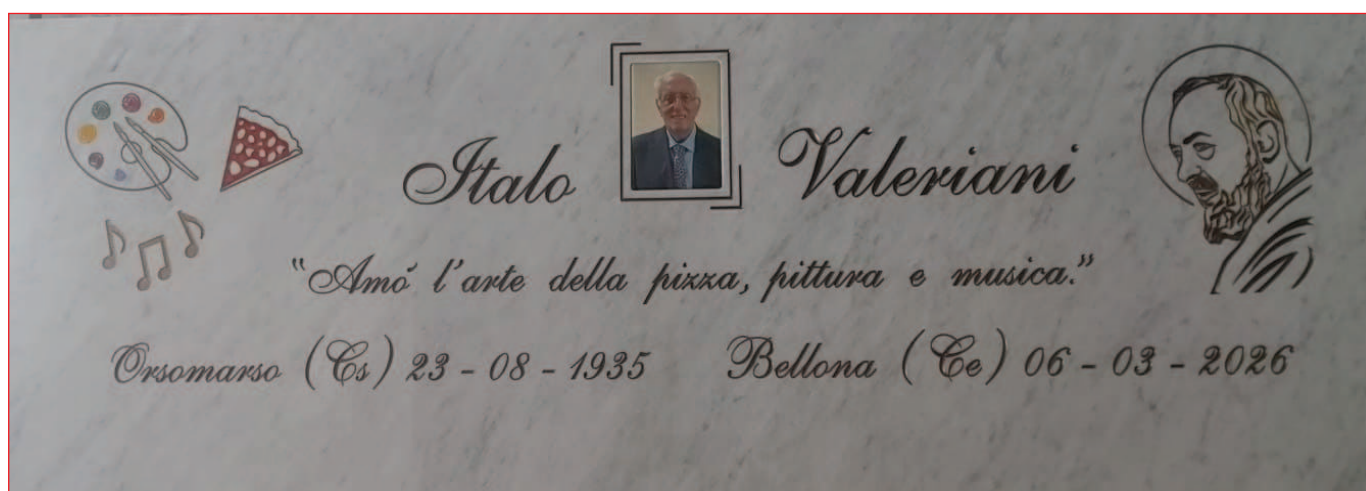 Italo Valeriani
"Amó l'arte della pizza, pittura e musica."
Orsomarso (Cs) 23 - 08 - 1935 Bellona (Ce) 06 - 03 - 2026